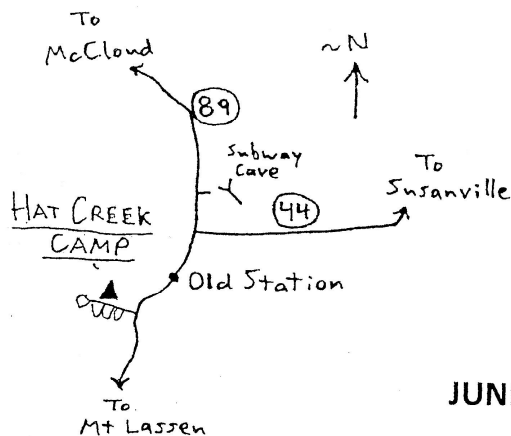 To
McCloud
89
~N
Subway
Cave
To
Susanville
44
HAT CREEK
CAMP
Old Station
To
Mt Lassen
JUN